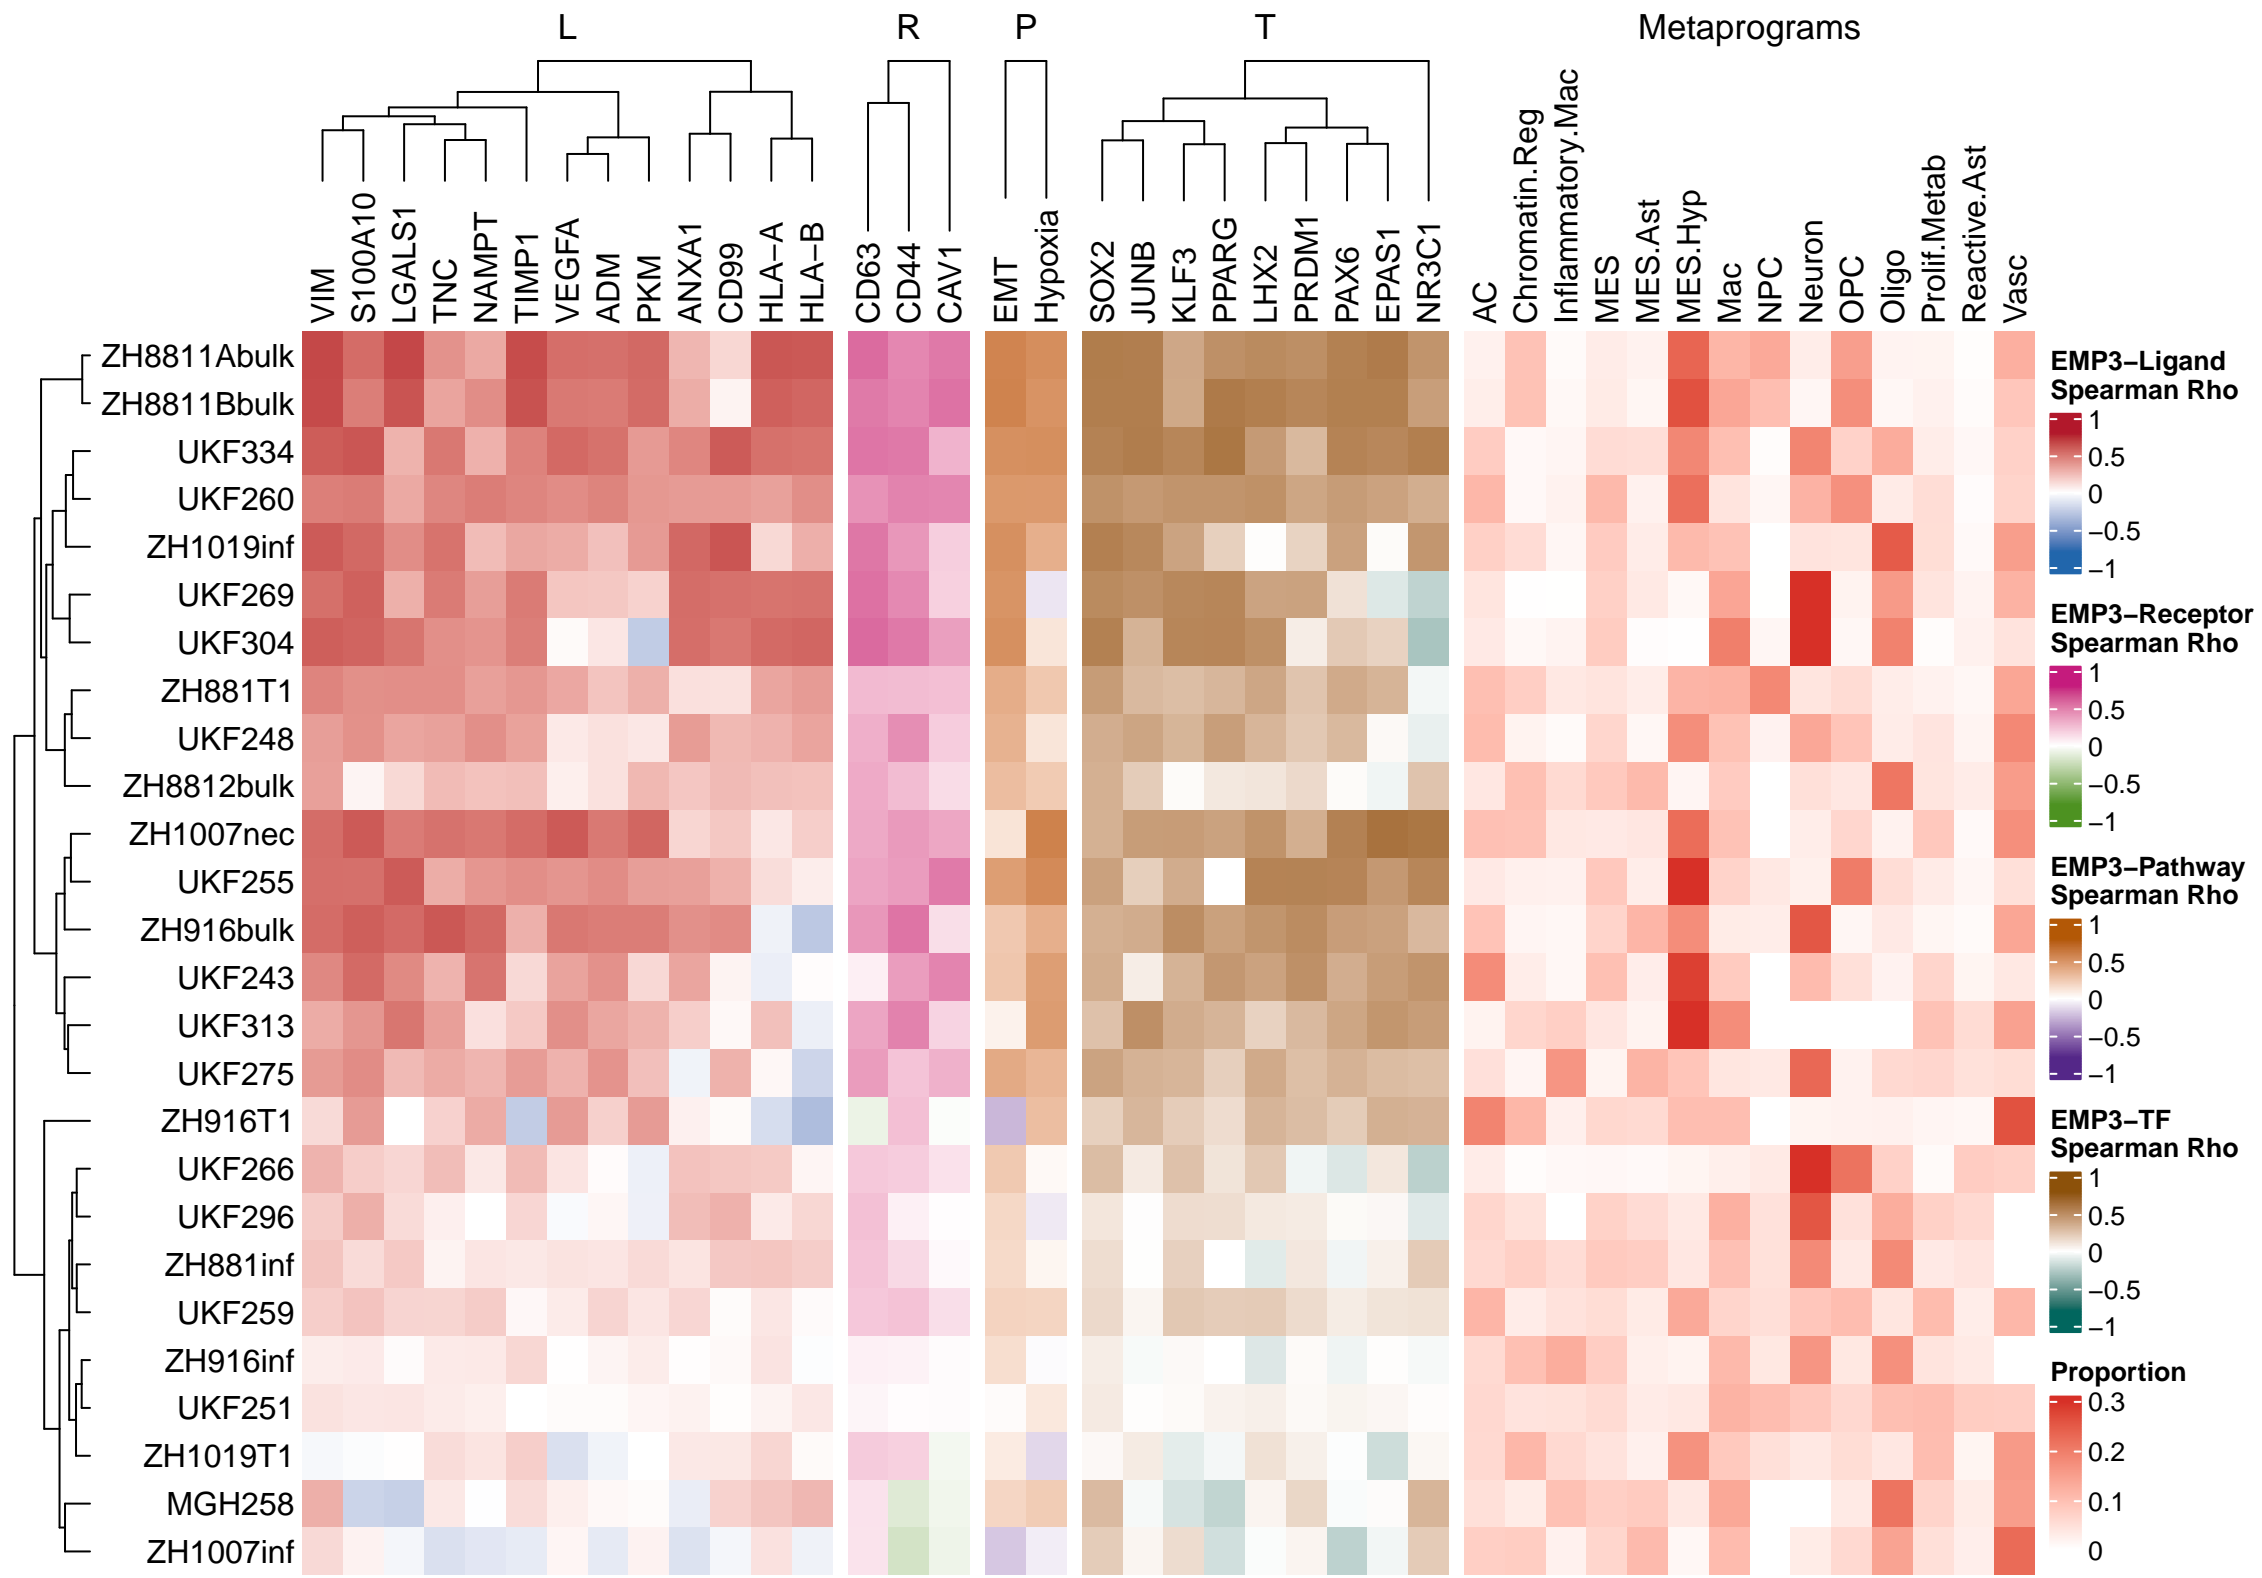 L R P T Metaprograms
VIM S100A10 LGALS1 TNC NAMPT TIMP1 VEGFA ADM PKM ANXA1 CD99 HLA−A HLA−B CD63 CD44 CAV1 EMT Hypoxia SOX2 JUNB KLF3 PPARG LHX2 PRDM1 PAX6 EPAS1 NR3C1 AC Chromatin.Reg Inflammatory.Mac MES MES.Ast MES.Hyp Mac NPC Neuron OPC Oligo Prolif.Metab Reactive.Ast Vasc
ZH8811Abulk
ZH8811Bbulk
UKF334
UKF260
ZH1019inf
UKF269
UKF304
ZH881T1
UKF248
ZH8812bulk
ZH1007nec
UKF255
ZH916bulk
UKF243
UKF313
UKF275
ZH916T1
UKF266
UKF296
ZH881inf
UKF259
ZH916inf
UKF251
ZH1019T1
MGH258
ZH1007inf
EMP3−Ligand
Spearman Rho
1
0.5
0
−0.5
−1
EMP3−Receptor
Spearman Rho
1
0.5
0
−0.5
−1
EMP3−Pathway
Spearman Rho
1
0.5
0
−0.5
−1
EMP3−TF
Spearman Rho
1
0.5
0
−0.5
−1
Proportion
0.3
0.2
0.1
0